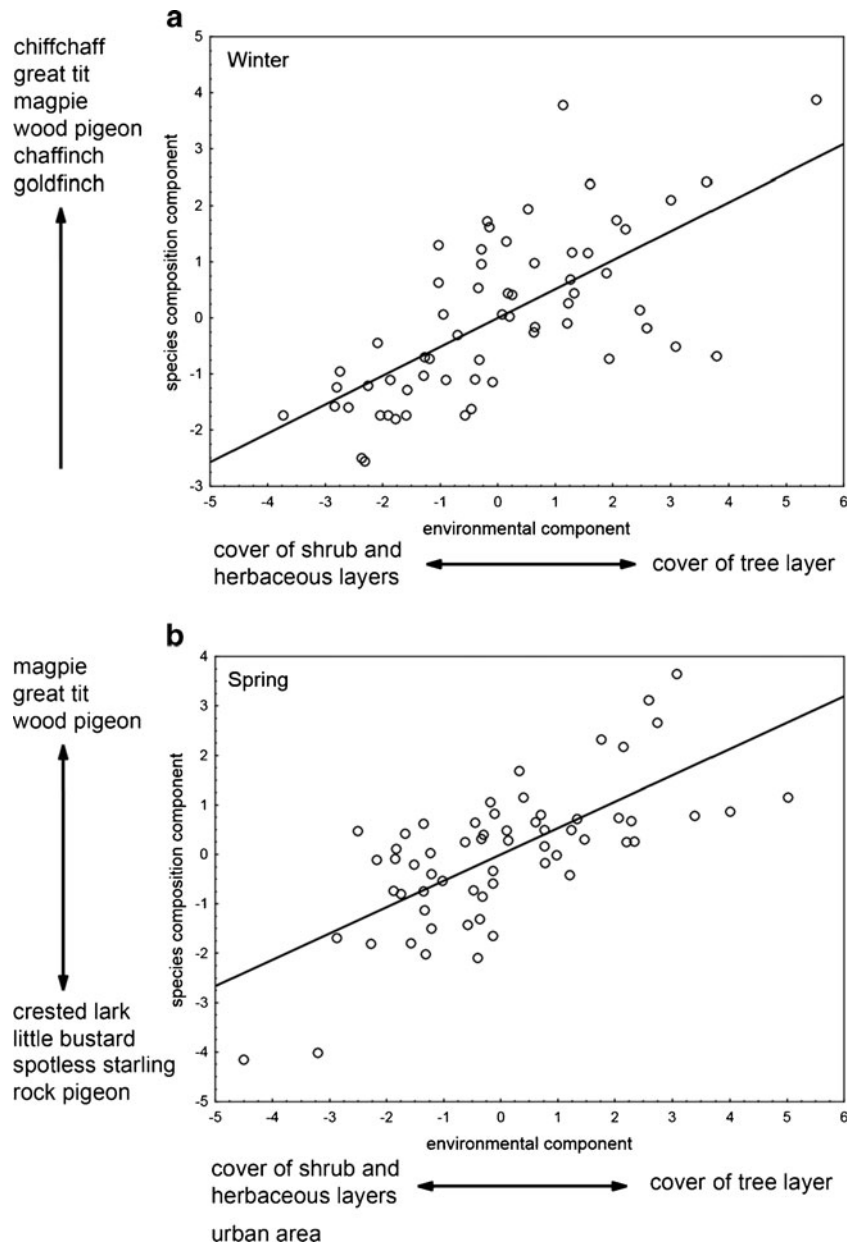 a
chiffchaff
great tit
magpie
wood pigeon
chaffinch
goldfinch
Winter
species composition component
5
4
3
2
1
0
-1
-2
-3
-5 -4 -3 -2 -1 0 1 2 3 4 5 6
environmental component
cover of shrub and
herbaceous layers
cover of tree layer
b
magpie
great tit
wood pigeon
crested lark
little bustard
spotless starling
rock pigeon
Spring
species composition component
4
3
2
1
0
-1
-2
-3
-4
-5
-5 -4 -3 -2 -1 0 1 2 3 4 5 6
environmental component
cover of shrub and
herbaceous layers
cover of tree layer
urban area